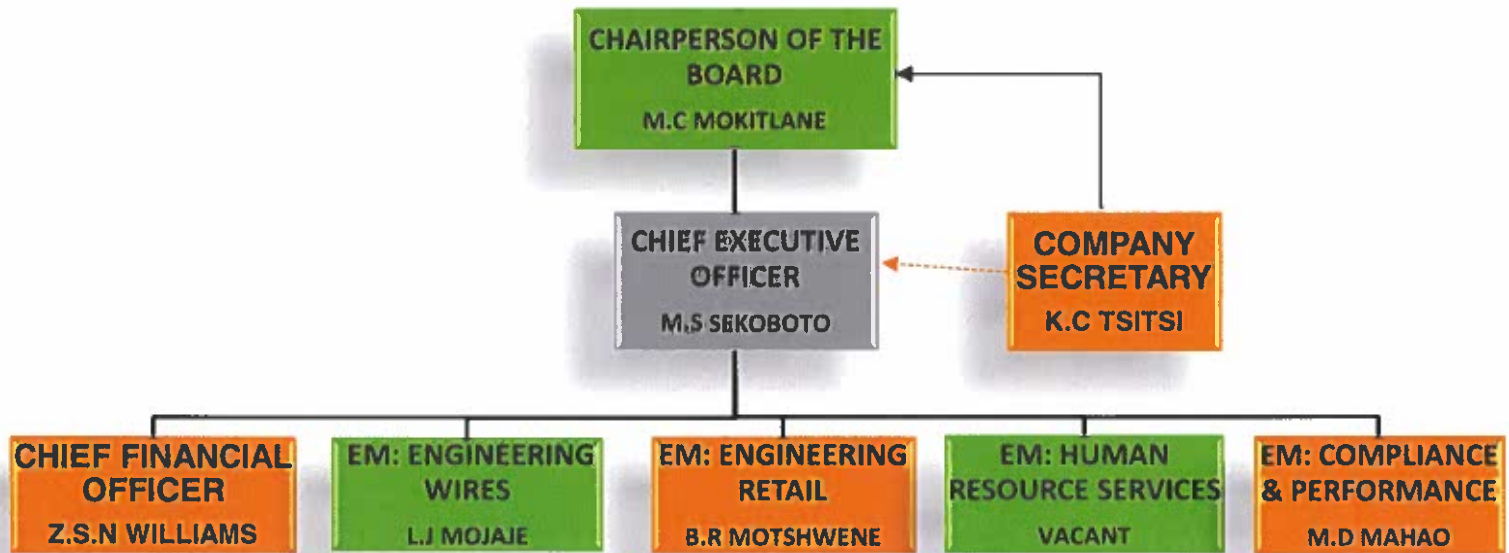 CHAIRPERSON OF THE
BOARD
M.C MOKITLANE
CHIEF EXECUTIVE
OFFICER
M.S SEKOBOTO
COMPANY
SECRETARY
K.C TSITSI
CHIEF FINANCIAL
OFFICER
Z.S.N WILLIAMS
EM: ENGINEERING
WIRES
L.J MOJAJE
EM: ENGINEERING
RETAIL
B.R MOTSHWENE
EM: HUMAN
RESOURCE SERVICES
VACANT
EM: COMPLIANCE
& PERFORMANCE
M.D MAHAO